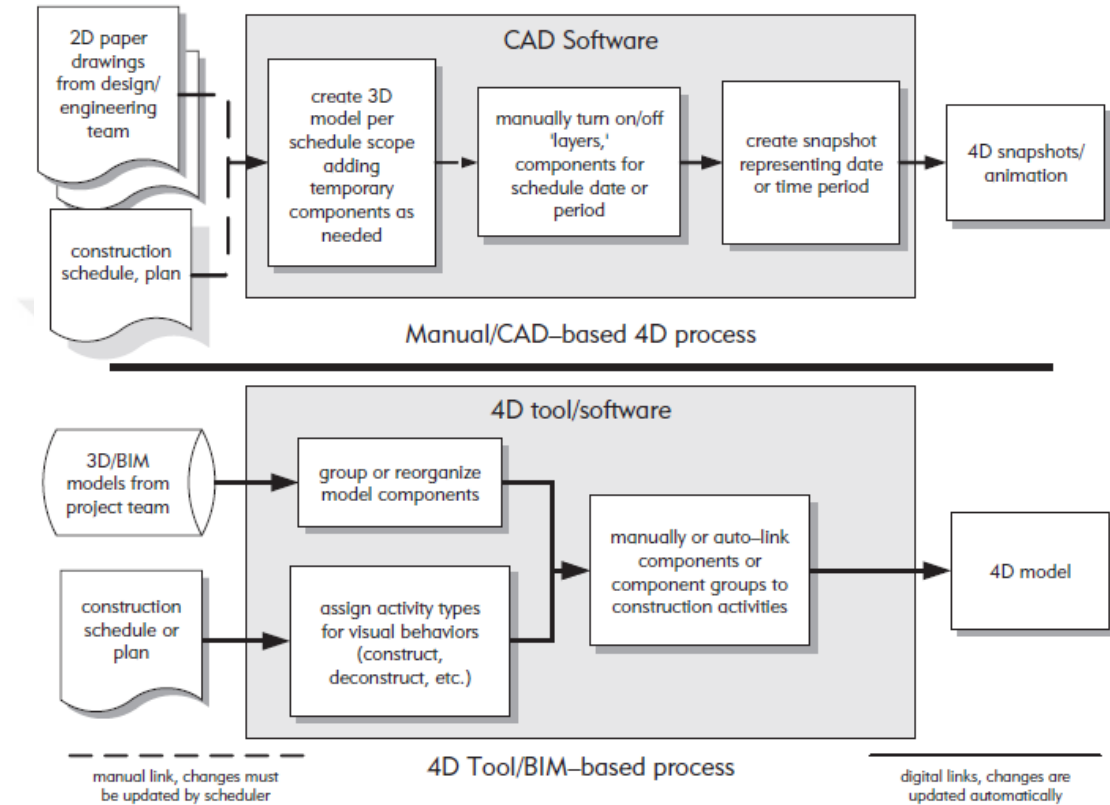 CAD Software
2D paper
drawings
from design/
engineering
team
construction
schedule, plan
create 3D
model per
schedule scope
adding
temporary
components as
needed
manually turn on/off
'layers,'
components for
schedule date or
period
create snapshot
representing date
or time period
4D snapshots/
animation
Manual/CAD–based 4D process
4D tool/software
3D/BIM
models from
project team
construction
schedule or
plan
group or reorganize
model components
assign activity types
for visual behaviors
(construct,
deconstruct, etc.)
manually or auto–link
components or
component groups to
construction activities
4D model
4D Tool/BIM–based process
manual link, changes must
be updated by scheduler
digital links, changes are
updated automatically